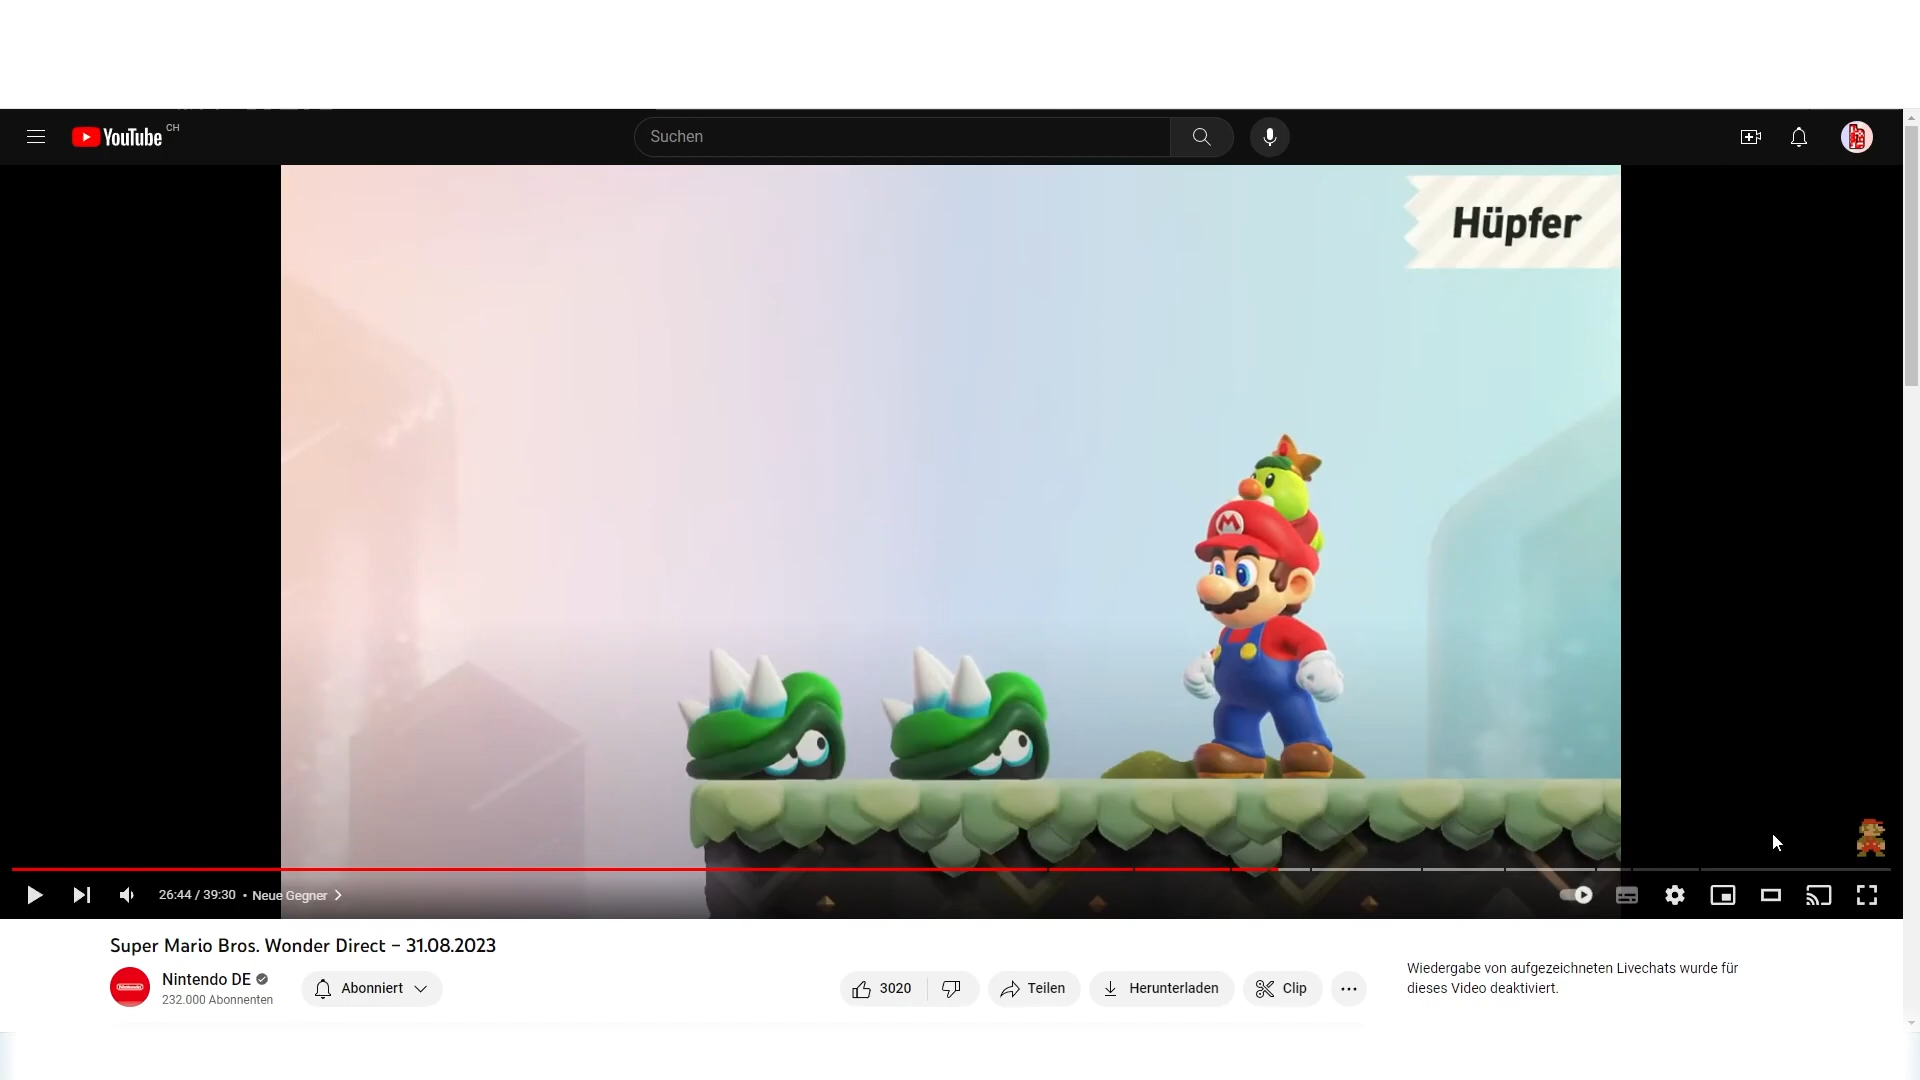 YouTube CH
Suchen
Hüpfer
M
26:44 / 39:30 • Neue Gegner
Super Mario Bros. Wonder Direct – 31.08.2023
Nintendo
Nintendo DE
232.000 Abonnenten
Abonniert
3020
Teilen
Herunterladen
Clip
Wiedergabe von aufgezeichneten Livechats wurde für
dieses Video deaktiviert.